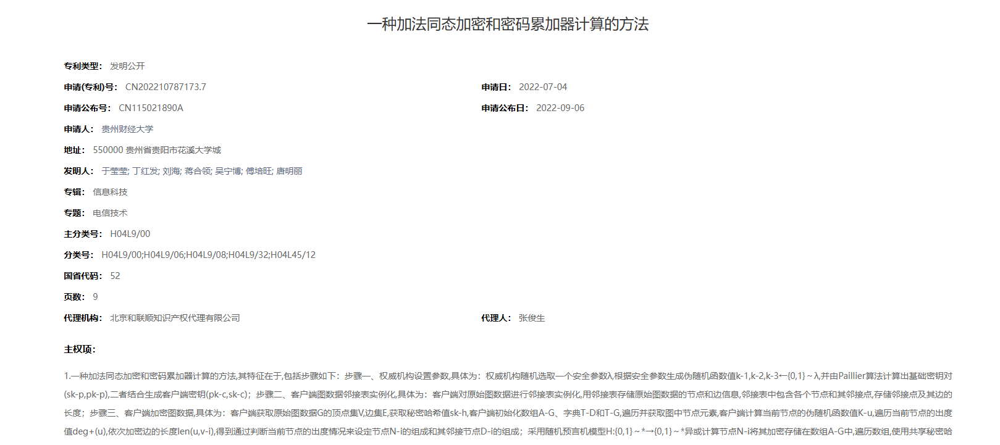 一种加法同态加密和密码累加器计算的方法
专利类型： 发明公开
申请(专利)号： CN202210787173.7 申请日： 2022-07-04
申请公布号： CN115021890A 申请公布日： 2022-09-06
申请人： 贵州财经大学
地址： 550000 贵州省贵阳市花溪大学城
发明人： 于莹莹; 丁红发; 刘海; 蒋合领; 吴宁博; 傅培旺; 唐明丽
专辑： 信息科技
专题： 电信技术
主分类号： H04L9/00
分类号： H04L9/00;H04L9/06;H04L9/08;H04L9/32;H04L45/12
国省代码： 52
页数： 9
代理机构： 北京和联顺知识产权代理有限公司 代理人： 张俊生
主权项：
1.一种加法同态加密和密码累加器计算的方法,其特征在于,包括步骤如下：步骤一、权威机构设置参数,具体为：权威机构随机选取一个安全参数λ,根据安全参数生成伪随机函数值k-1,k-2,k-3←{0,1}～λ,并由Paillier算法计算出基础密钥对
(sk-p,pk-p),二者结合生成客户端密钥(pk-c,sk-c)；步骤二、客户端图数据邻接表实例化,具体为：客户端对原始图数据进行邻接表实例化,用邻接表存储原始图数据的节点和边信息,邻接表中包含各个节点和其邻接点,存储邻接点及其边的
长度；步骤三、客户端加密图数据,具体为：客户端获取原始图数据G的顶点集V,边集E,获取秘密哈希值sk-h,客户端初始化数组A-G、字典T-D和T-G,遍历并获取图中节点元素,客户端计算当前节点的伪随机函数值K-u,遍历当前节点的出度
值deg+(u),依次加密边的长度len(u,v-i),得到通过判断当前节点的出度情况来设定节点N-i的组成和其邻接节点D-i的组成；采用随机预言机模型H:{0,1}～*→{0,1}～*异或计算节点N-i将其加密存储在数组A-G中,遍历数组,使用共享秘密哈